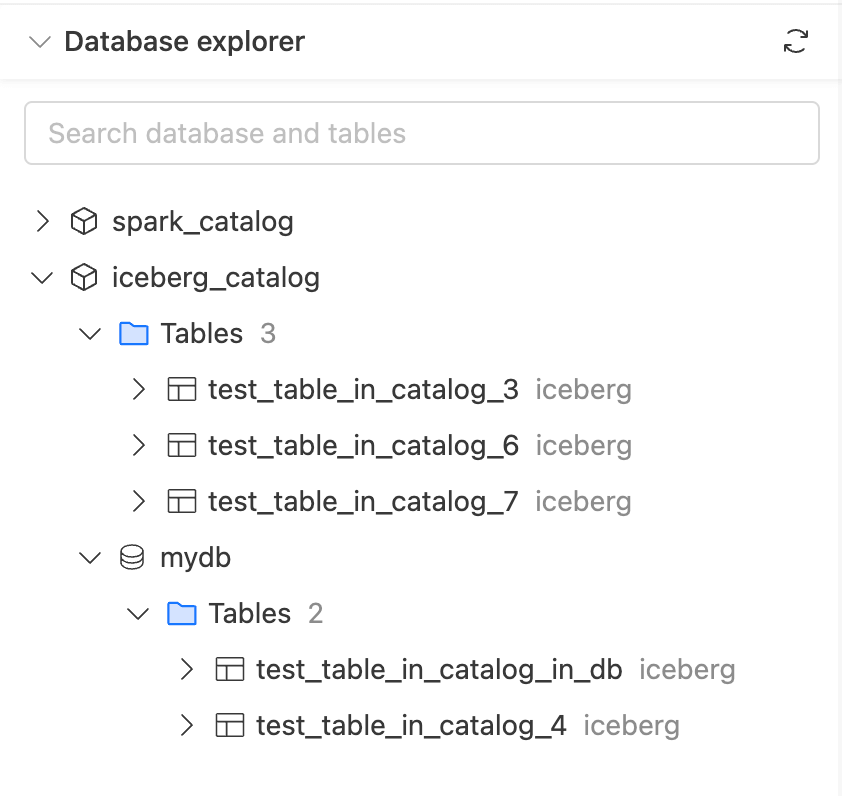 Database explorer
Search database and tables
spark_catalog
iceberg_catalog
Tables 3
test_table_in_catalog_3 iceberg
test_table_in_catalog_6 iceberg
test_table_in_catalog_7 iceberg
mydb
Tables 2
test_table_in_catalog_in_db iceberg
test_table_in_catalog_4 iceberg